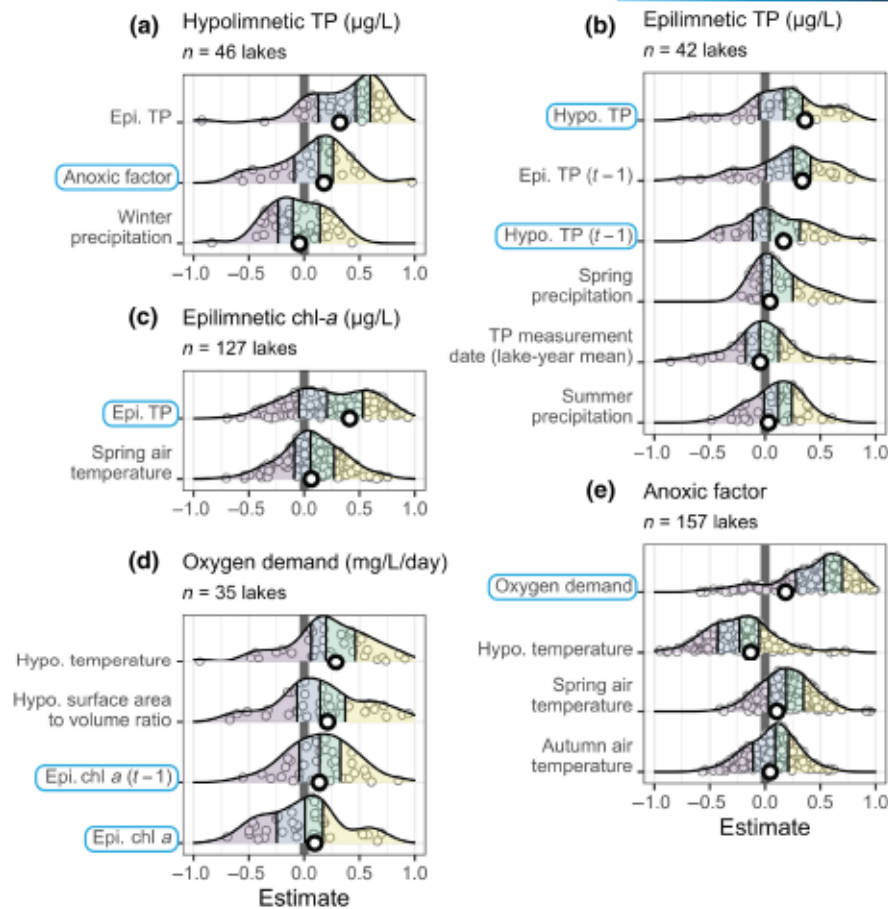 (a) Hypolimnetic TP (µg/L)
n = 46 lakes
Epi. TP
Anoxic factor
Winter
precipitation
−1.0 −0.5 0.0 0.5 1.0
(b) Epilimnetic TP (µg/L)
n = 42 lakes
Hypo. TP
Epi. TP (t − 1)
Hypo. TP (t − 1)
Spring
precipitation
TP measurement
date (lake-year mean)
Summer
precipitation
−1.0 −0.5 0.0 0.5 1.0
(c) Epilimnetic chl-a (µg/L)
n = 127 lakes
Epi. TP
Spring air
temperature
−1.0 −0.5 0.0 0.5 1.0
(d) Oxygen demand (mg/L/day)
n = 35 lakes
Hypo. temperature
Hypo. surface area
to volume ratio
Epi. chl a (t − 1)
Epi. chl a
−1.0 −0.5 0.0 0.5 1.0
Estimate
(e) Anoxic factor
n = 157 lakes
Oxygen demand
Hypo. temperature
Spring air
temperature
Autumn air
temperature
−1.0 −0.5 0.0 0.5 1.0
Estimate